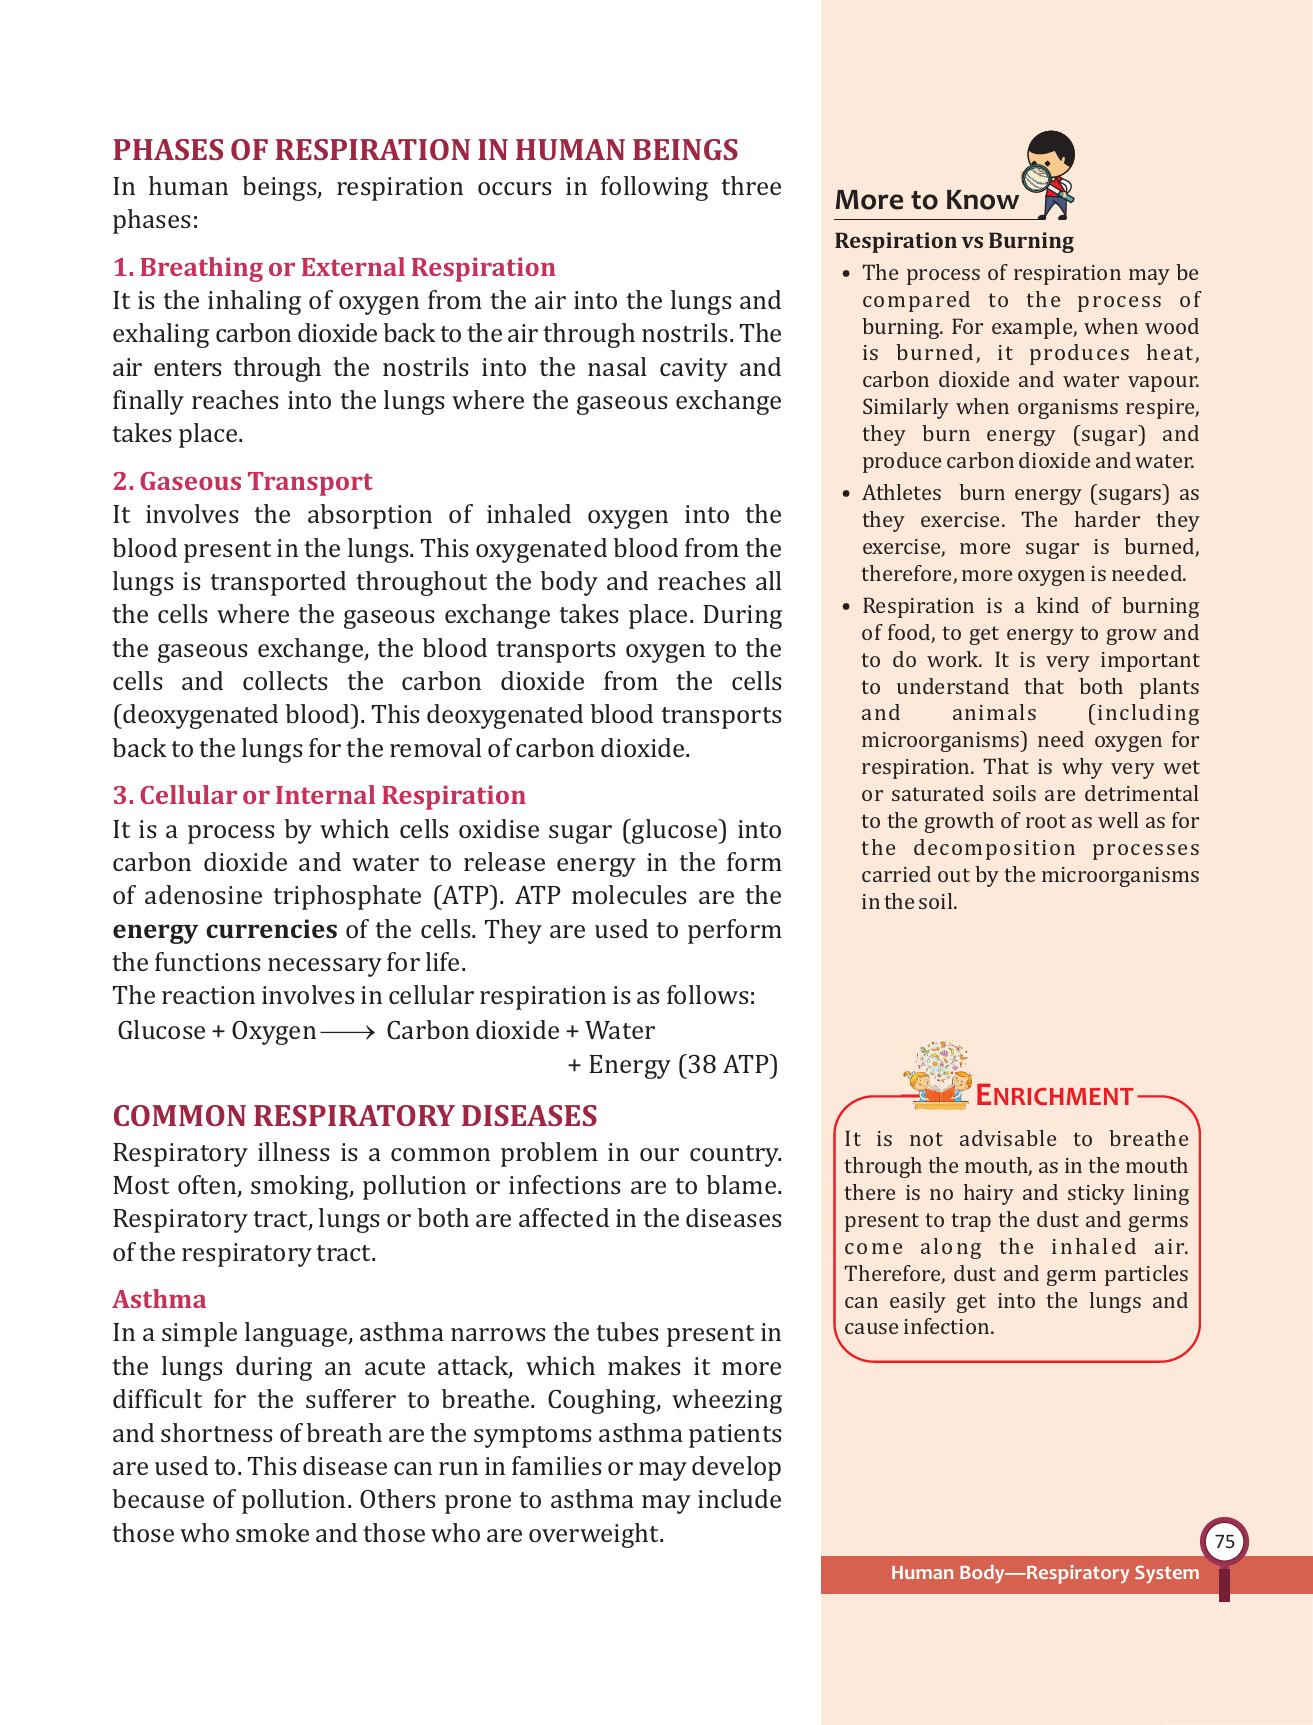 PHASES OF RESPIRATION IN HUMAN BEINGS
In human beings, respiration occurs in following three
phases:
1. Breathing or External Respiration
It is the inhaling of oxygen from the air into the lungs and
exhaling carbon dioxide back to the air through nostrils. The
air enters through the nostrils into the nasal cavity and
finally reaches into the lungs where the gaseous exchange
takes place.
2. Gaseous Transport
It involves the absorption of inhaled oxygen into the
blood present in the lungs. This oxygenated blood from the
lungs is transported throughout the body and reaches all
the cells where the gaseous exchange takes place. During
the gaseous exchange, the blood transports oxygen to the
cells and collects the carbon dioxide from the cells
(deoxygenated blood). This deoxygenated blood transports
back to the lungs for the removal of carbon dioxide.
3. Cellular or Internal Respiration
It is a process by which cells oxidise sugar (glucose) into
carbon dioxide and water to release energy in the form
of adenosine triphosphate (ATP). ATP molecules are the
energy currencies of the cells. They are used to perform
the functions necessary for life.
The reaction involves in cellular respiration is as follows:
Glucose + Oxygen ⟶ Carbon dioxide + Water
+ Energy (38 ATP)
COMMON RESPIRATORY DISEASES
Respiratory illness is a common problem in our country.
Most often, smoking, pollution or infections are to blame.
Respiratory tract, lungs or both are affected in the diseases
of the respiratory tract.
Asthma
In a simple language, asthma narrows the tubes present in
the lungs during an acute attack, which makes it more
difficult for the sufferer to breathe. Coughing, wheezing
and shortness of breath are the symptoms asthma patients
are used to. This disease can run in families or may develop
because of pollution. Others prone to asthma may include
those who smoke and those who are overweight.
More to Know
Respiration vs Burning
• The process of respiration may be
compared to the process of
burning. For example, when wood
is burned, it produces heat,
carbon dioxide and water vapour.
Similarly when organisms respire,
they burn energy (sugar) and
produce carbon dioxide and water.
• Athletes burn energy (sugars) as
they exercise. The harder they
exercise, more sugar is burned,
therefore, more oxygen is needed.
• Respiration is a kind of burning
of food, to get energy to grow and
to do work. It is very important
to understand that both plants
and animals (including
microorganisms) need oxygen for
respiration. That is why very wet
or saturated soils are detrimental
to the growth of root as well as for
the decomposition processes
carried out by the microorganisms
in the soil.
ENRICHMENT
It is not advisable to breathe
through the mouth, as in the mouth
there is no hairy and sticky lining
present to trap the dust and germs
come along the inhaled air.
Therefore, dust and germ particles
can easily get into the lungs and
cause infection.
75
Human Body—Respiratory System